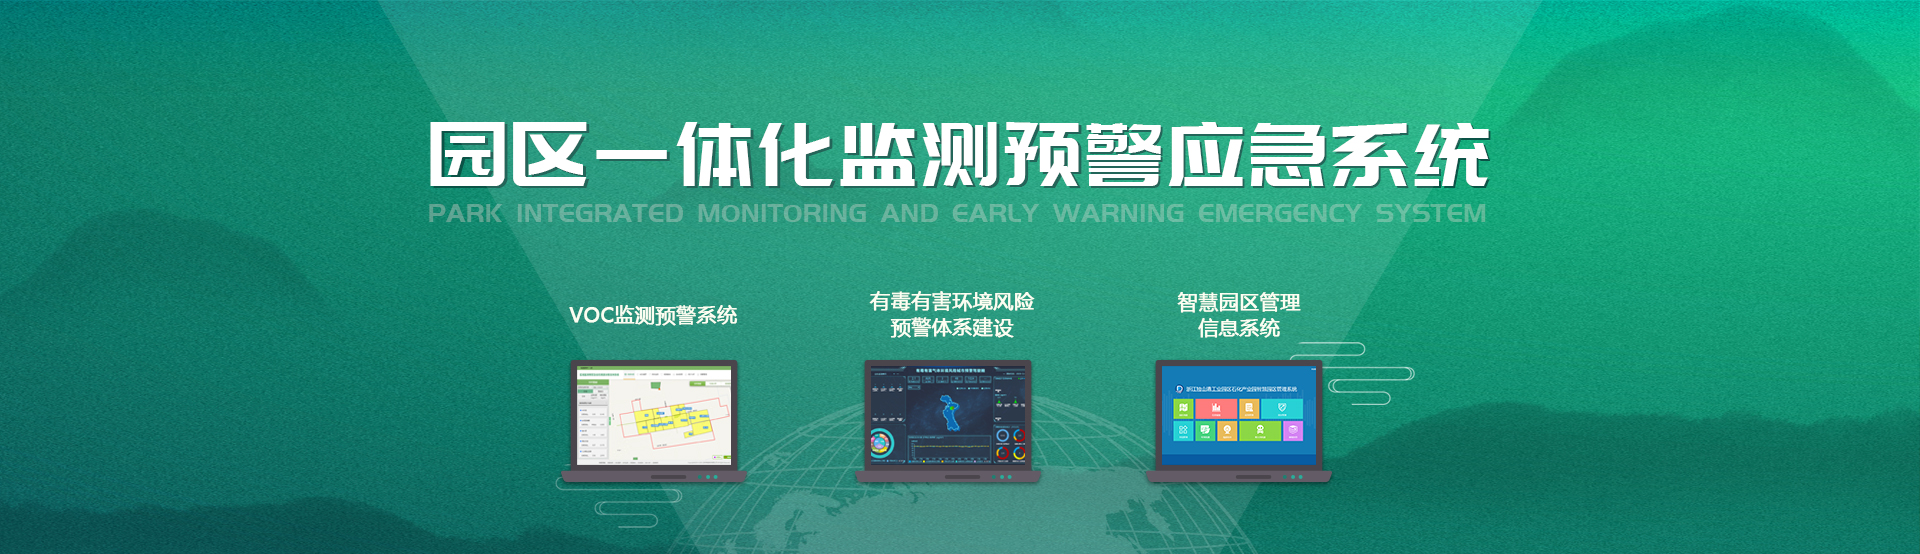 园区一体化监测预警应急系统
PARK INTEGRATED MONITORING AND EARLY WARNING EMERGENCY SYSTEM
VOC监测预警系统
有毒有害环境风险
预警体系建设
智慧园区管理
信息系统